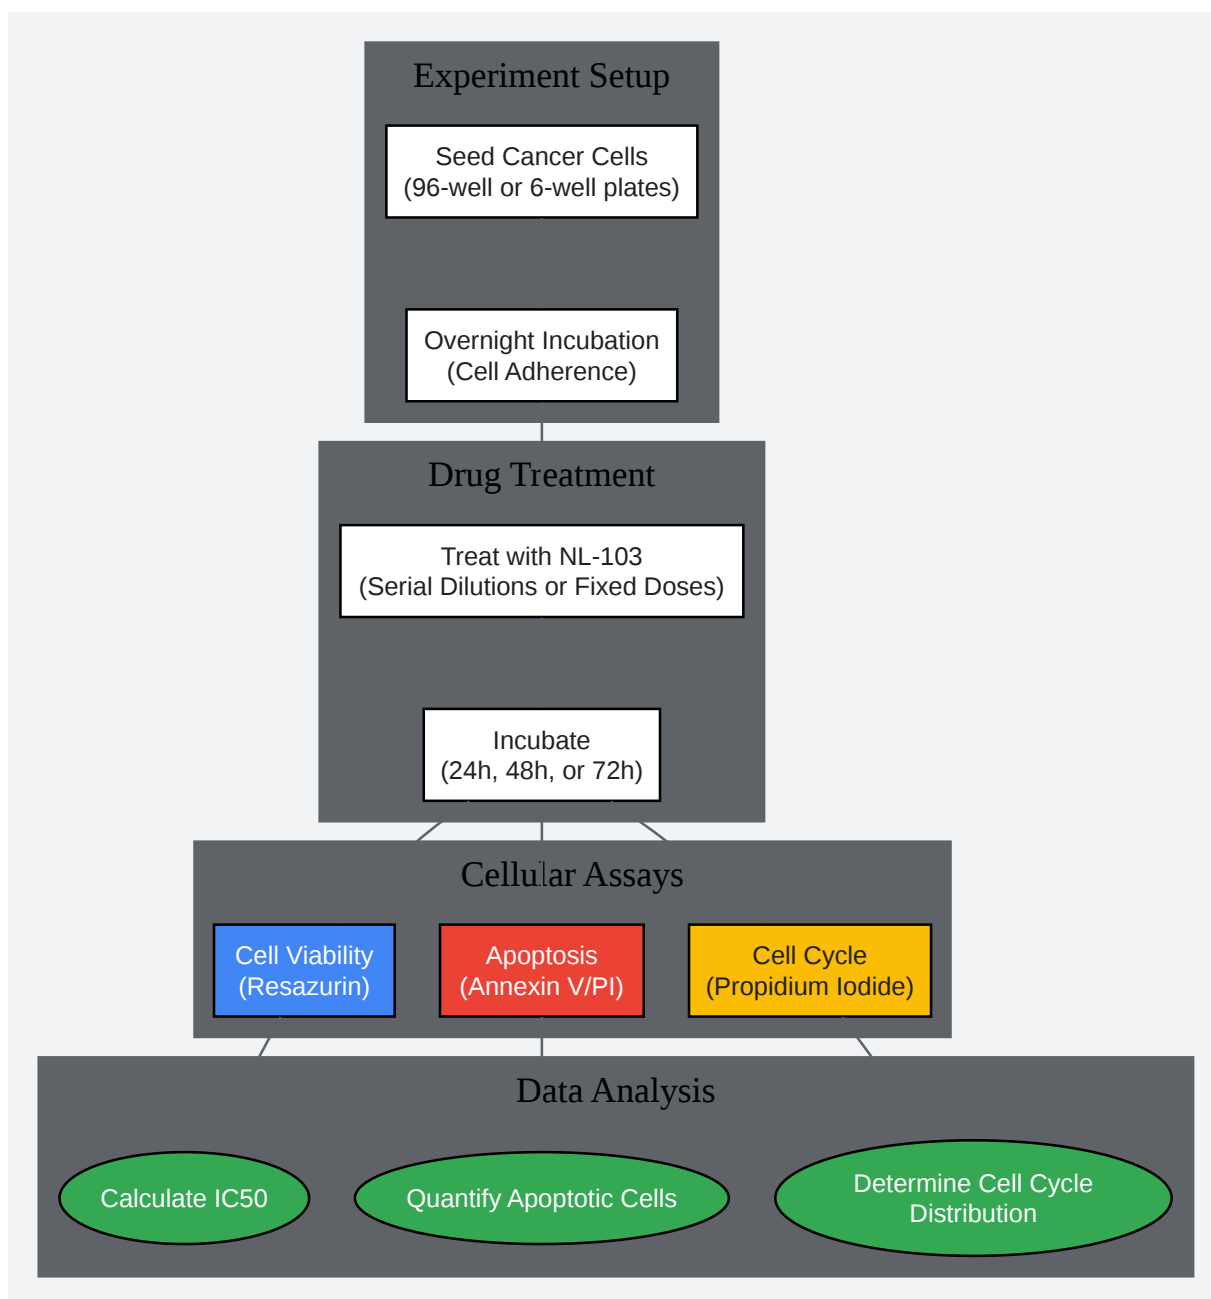 Experiment Setup
Seed Cancer Cells
(96-well or 6-well plates)
Overnight Incubation
(Cell Adherence)
Drug Treatment
Treat with NL-103
(Serial Dilutions or Fixed Doses)
Incubate
(24h, 48h, or 72h)
Cellular Assays
Cell Viability
(Resazurin)
Apoptosis
(Annexin V/PI)
Cell Cycle
(Propidium Iodide)
Data Analysis
Calculate IC50
Quantify Apoptotic Cells
Determine Cell Cycle
Distribution